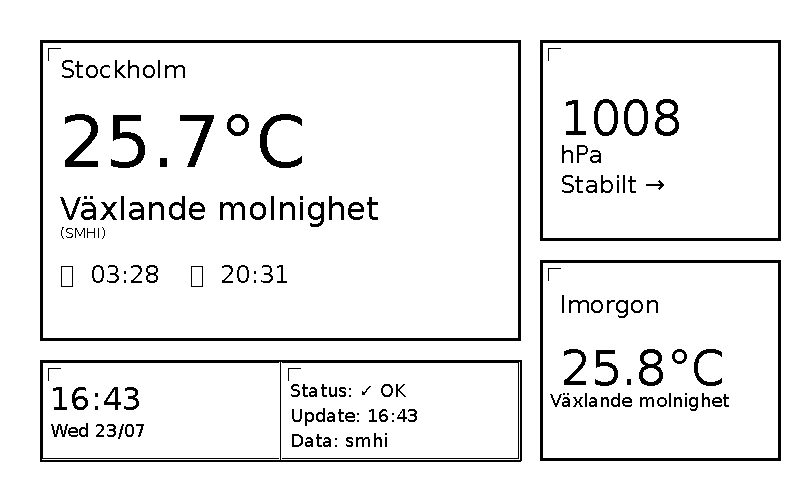 Stockholm
25.7°C
Växlande molnighet
(SMHI)
03:28 20:31
1008
hPa
Stabilt →
Imorgon
25.8°C
Växlande molnighet
16:43
Wed 23/07
Status: ✓ OK
Update: 16:43
Data: smhi